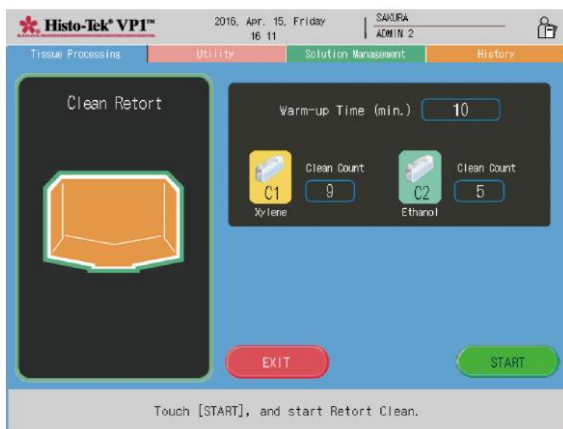 Histo-Tek® VP1™
2016. Apr. 15, Friday
16 11
SAKURA
ADMIN 2
Tissue Processing
Utility
Solution Management
History
Clean Retort
Warm-up Time (min.) 10
Clean Count
9
C1
Xylene
Clean Count
5
C2
Ethanol
EXIT
START
Touch [START], and start Retort Clean.